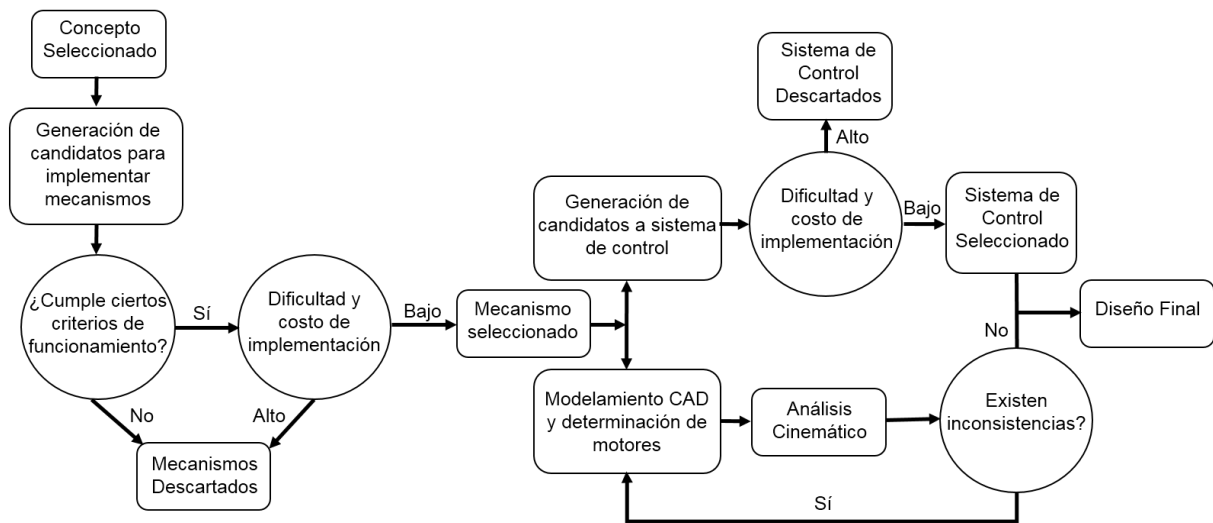 Concepto
Seleccionado
Generación de
candidatos para
implementar
mecanismos
¿Cumple ciertos
criterios de
funcionamiento?
Sí
No
Dificultad y
costo de
implementación
Alto
Mecanismos
Descartados
Bajo
Mecanismo
seleccionado
Generación de
candidatos a sistema
de control
Dificultad y
costo de
implementación
Alto
Sistema de
Control
Descartados
Bajo
Sistema de
Control
Seleccionado
Modelamiento CAD
y determinación de
motores
Análisis
Cinemático
Existen
inconsistencias?
No
Sí
Diseño Final